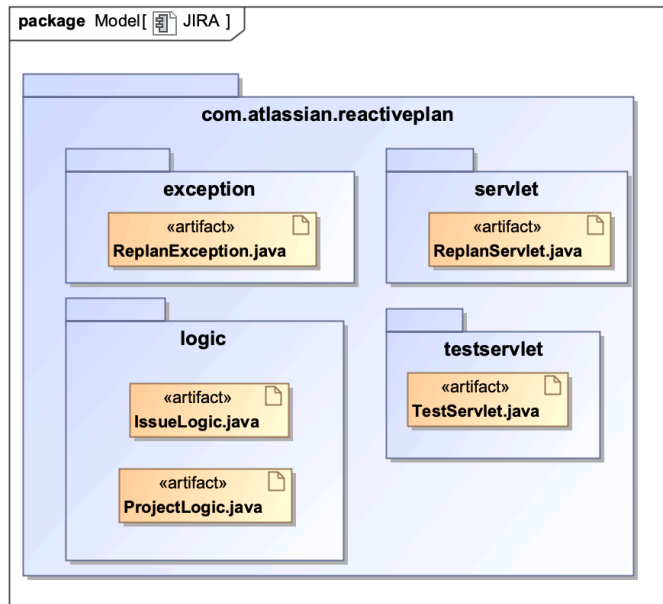 package Model[ JIRA ]
com.atlassian.reactiveplan
exception
«artifact»
ReplanException.java
servlet
«artifact»
ReplanServlet.java
logic
«artifact»
IssueLogic.java
«artifact»
ProjectLogic.java
testservlet
«artifact»
TestServlet.java